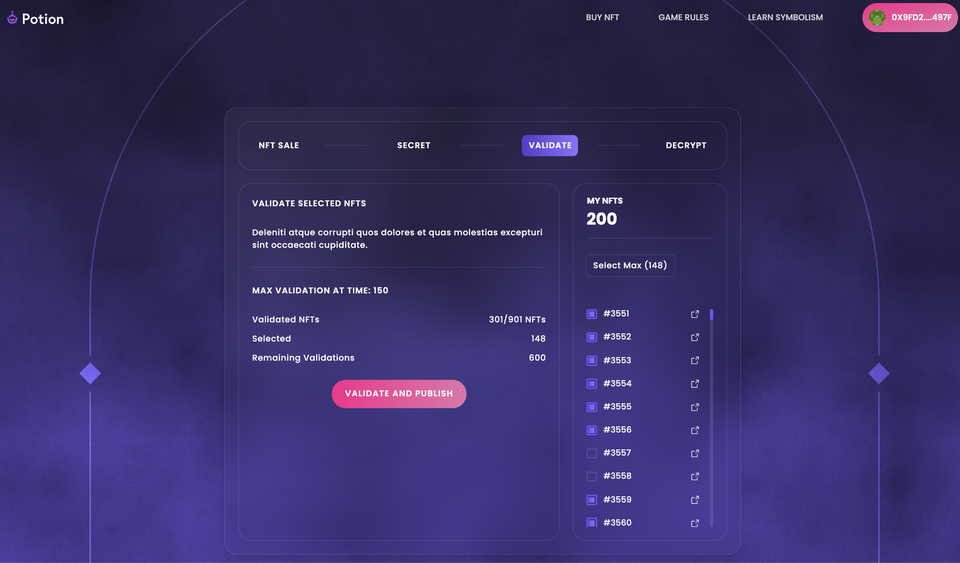 Potion
BUY NFT
GAME RULES
LEARN SYMBOLISM
0X9FD2....497F
NFT SALE
SECRET
VALIDATE
DECRYPT
VALIDATE SELECTED NFTS
Deleniti atque corrupti quos dolores et quas molestias excepturi
sint occaecati cupiditate.
MAX VALIDATION AT TIME: 150
Validated NFTs 301/901 NFTs
Selected 148
Remaining Validations 600
VALIDATE AND PUBLISH
MY NFTS
200
Select Max (148)
#3551
#3552
#3553
#3554
#3555
#3556
#3557
#3558
#3559
#3560